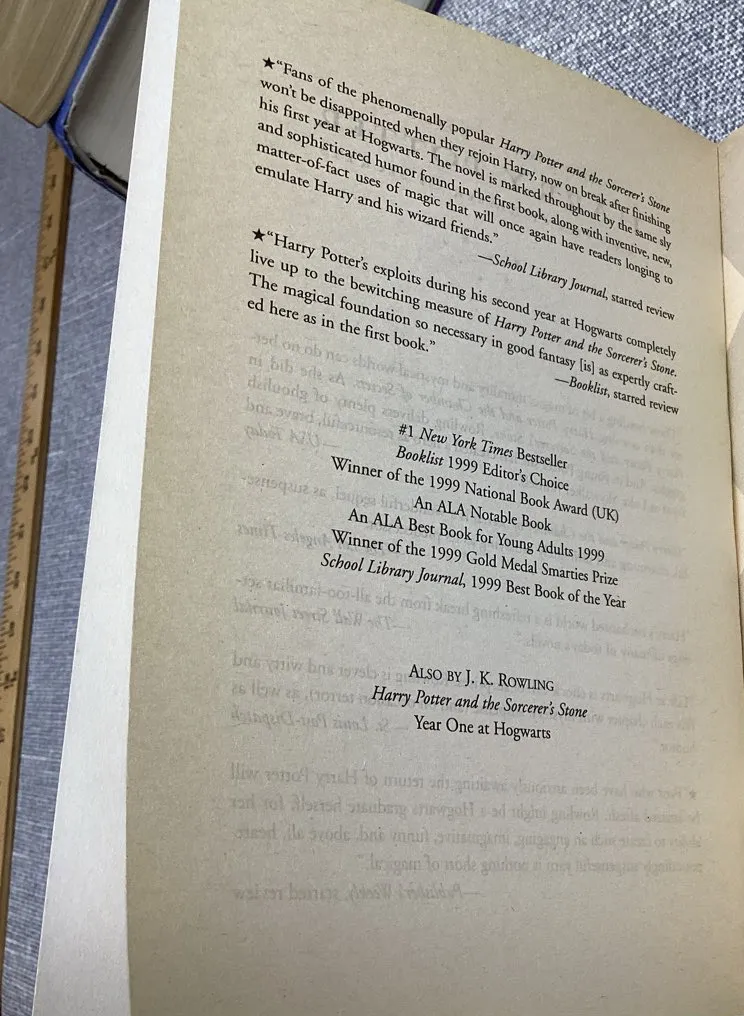 ★“Fans of the phenomenally popular Harry Potter and the Sorcerer's Stone
won't be disappointed when they rejoin Harry, now on break after finishing
his first year at Hogwarts. The novel is marked throughout by the same sly
and sophisticated humor found in the first book, along with inventive, new,
matter-of-fact uses of magic that will once again have readers longing to
emulate Harry and his wizard friends.”
—School Library Journal, starred review
★“Harry Potter's exploits during his second year at Hogwarts completely
live up to the bewitching measure of Harry Potter and the Sorcerer's Stone.
The magical foundation so necessary in good fantasy [is] as expertly craft-
ed here as in the first book.”
—Booklist, starred review
#1 New York Times Bestseller
Booklist 1999 Editor's Choice
Winner of the 1999 National Book Award (UK)
An ALA Notable Book
An ALA Best Book for Young Adults 1999
Winner of the 1999 Gold Medal Smarties Prize
School Library Journal, 1999 Best Book of the Year
ALSO BY J. K. ROWLING
Harry Potter and the Sorcerer's Stone
Year One at Hogwarts